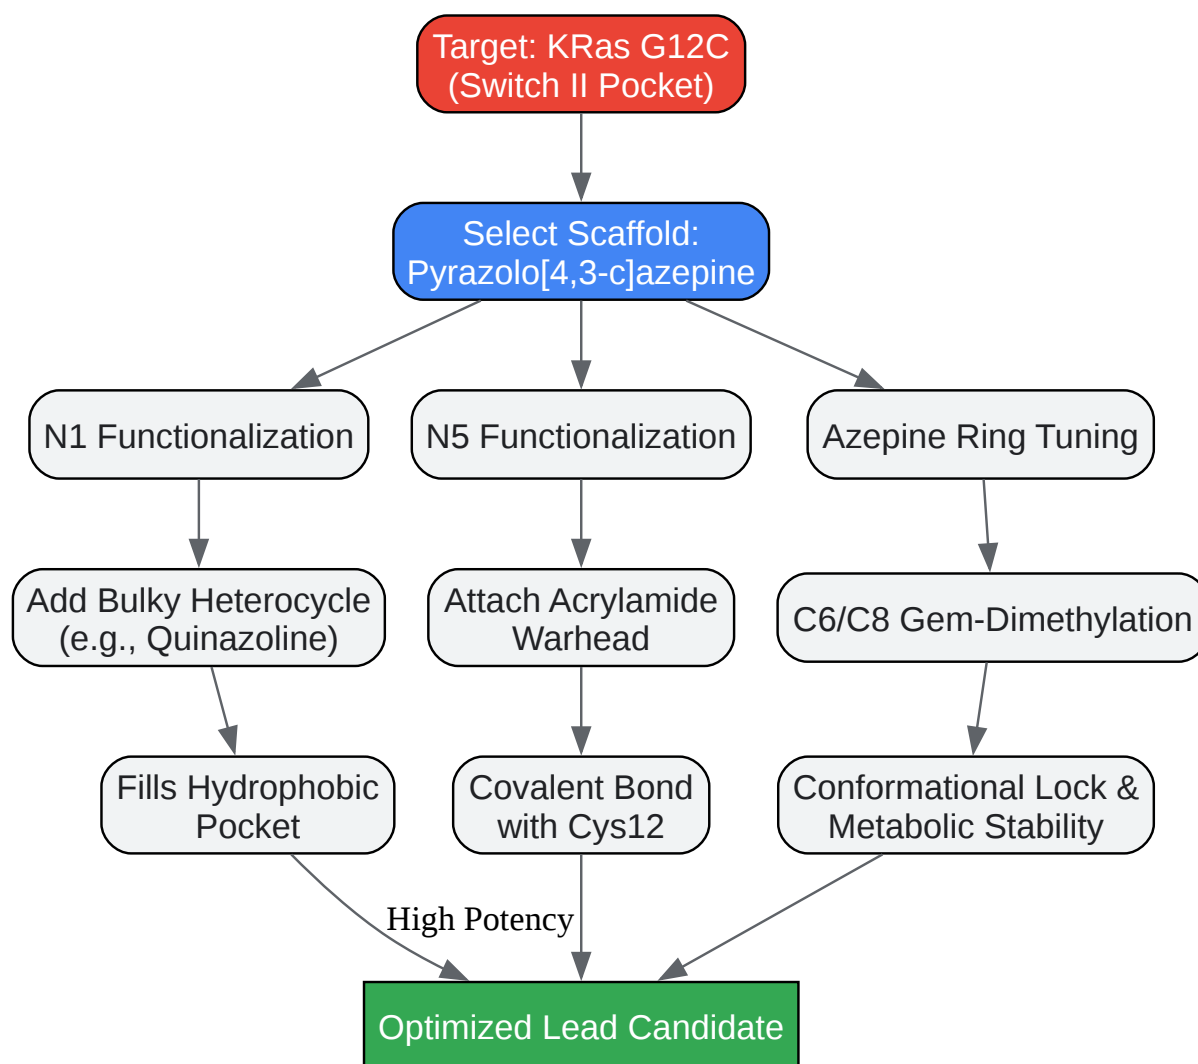 Target: KRas G12C
(Switch II Pocket)
Select Scaffold:
Pyrazolo[4,3-c]azepine
N1 Functionalization
N5 Functionalization
Azepine Ring Tuning
Add Bulky Heterocycle
(e.g., Quinazoline)
Attach Acrylamide
Warhead
C6/C8 Gem-Dimethylation
Fills Hydrophobic
Pocket
Covalent Bond
with Cys12
Conformational Lock &
Metabolic Stability
High Potency
Optimized Lead Candidate